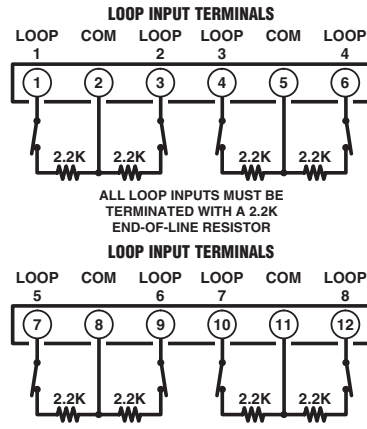 LOOP INPUT TERMINALS
LOOP COM LOOP LOOP COM LOOP
1 2 3 4
1 2 3 4 5 6
2.2K 2.2K 2.2K 2.2K
ALL LOOP INPUTS MUST BE
TERMINATED WITH A 2.2K
END-OF-LINE RESISTOR
LOOP INPUT TERMINALS
LOOP COM LOOP LOOP COM LOOP
5 6 7 8
7 8 9 10 11 12
2.2K 2.2K 2.2K 2.2K